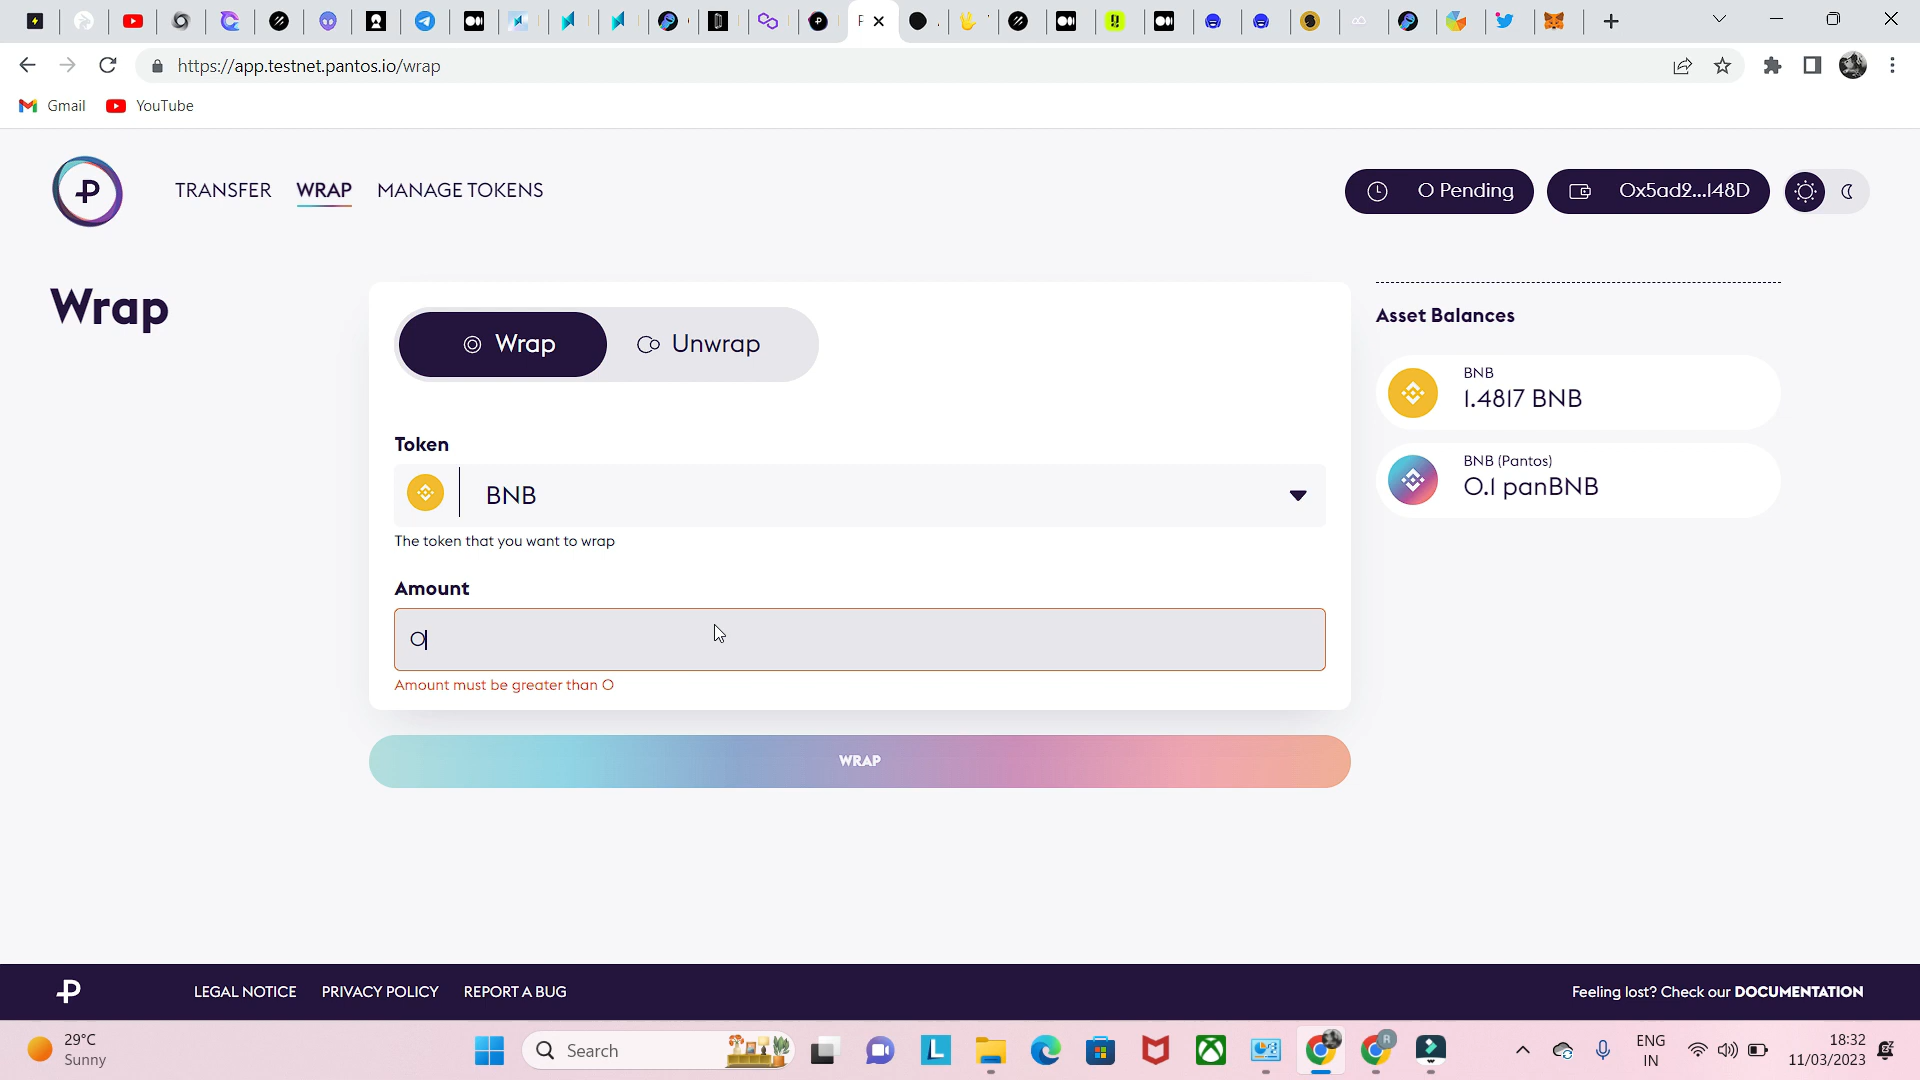 https://app.testnet.pantos.io/wrap
Gmail
YouTube
TRANSFER
WRAP
MANAGE TOKENS
0 Pending
0x5ad2...148D
Wrap
Wrap
Unwrap
Asset Balances
BNB
1.4817 BNB
BNB (Pantos)
0.1 panBNB
Token
BNB
The token that you want to wrap
Amount
0
Amount must be greater than 0
WRAP
LEGAL NOTICE
PRIVACY POLICY
REPORT A BUG
Feeling lost? Check our DOCUMENTATION
29°C
Sunny
Search
ENG
IN
18:32
11/03/2023